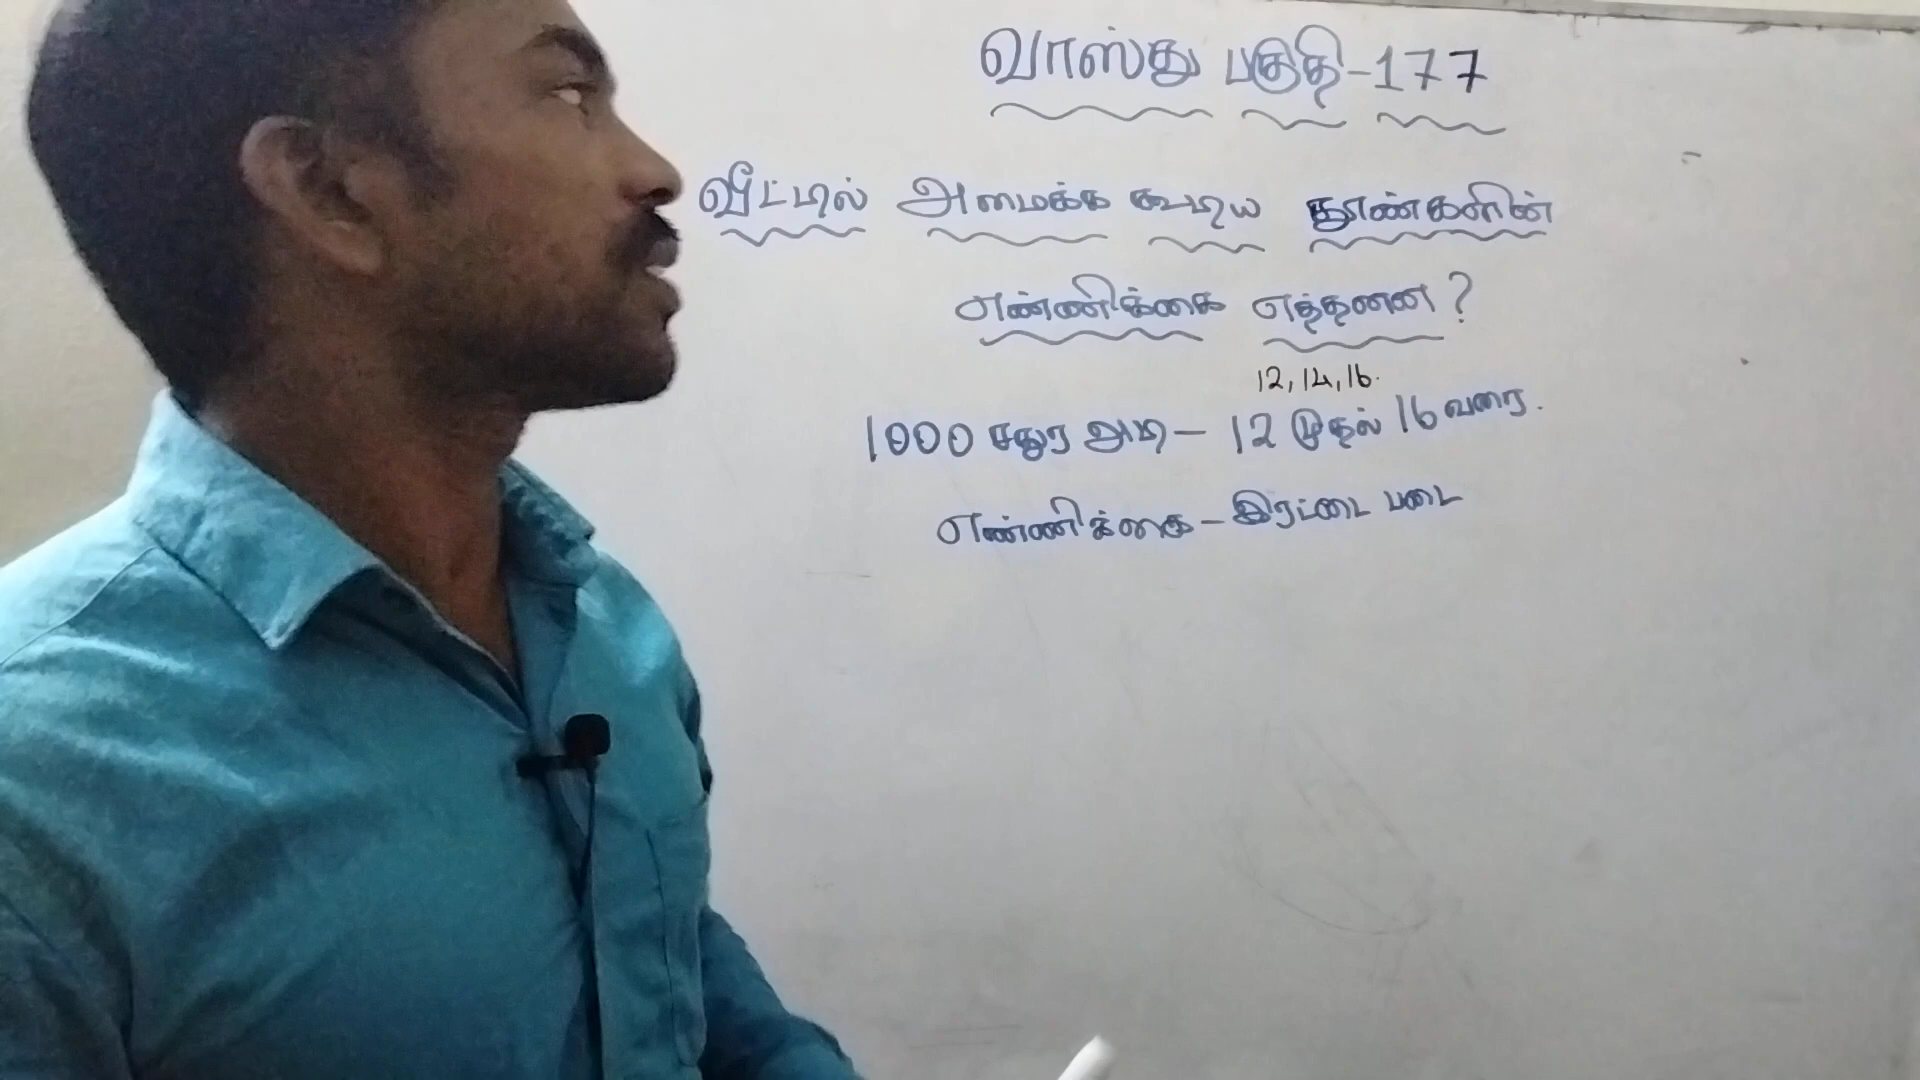 வாஸ்து பகுதி-177
வீட்டில் அமைக்க கூடிய தூண்களின்
எண்ணிக்கை எத்தனை?
12, 14, 16.
1000 சதுர அடி - 12 முதல் 16 வரை.
எண்ணிக்கை - இரட்டை படை